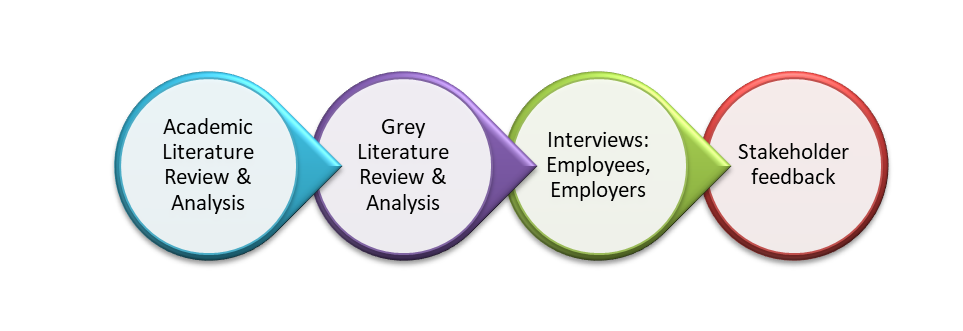 Academic
Literature
Review &
Analysis
Grey
Literature
Review &
Analysis
Interviews:
Employees,
Employers
Stakeholder
feedback